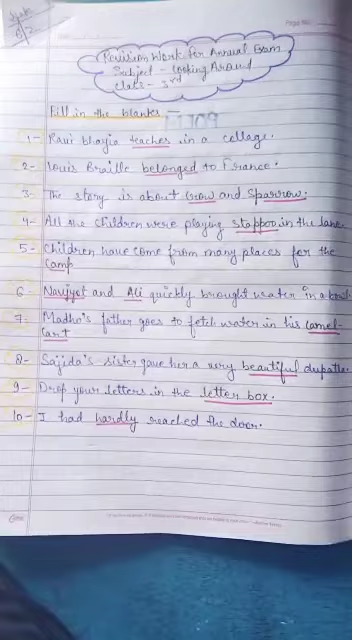 Page No.
Revision Work for Annual Exam
Subject - Looking Around
Class - 3rd
Fill in the blanks -
1- Ravi bhaiya teaches in a college.
2- Louis Braille belonged to France.
3- The story is about Crow and Sparrow.
4- All the children were playing stappoo in the lane.
5- Children have come from many places for the
camp
6- Navjyot and Ali quickly brought water in a bowl
7- Madho's father goes to fetch water in his camel-
cart
8- Sajida's sister gave her a very beautiful dupatta.
9- Drop your letters in the letter box.
10- I had hardly reached the door.